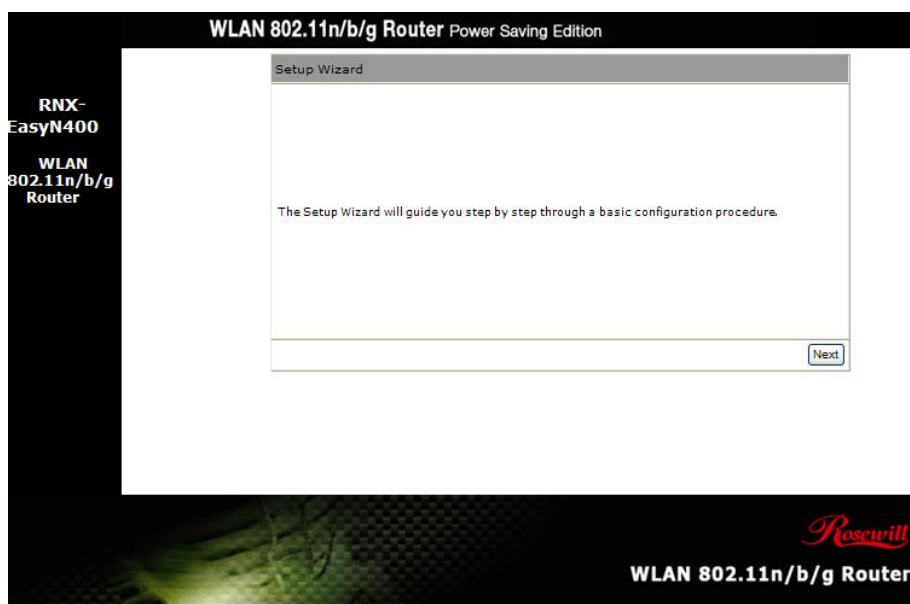 WLAN 802.11n/b/g Router Power Saving Edition
RNX-
EasyN400
WLAN
802.11n/b/g
Router
Setup Wizard
The Setup Wizard will guide you step by step through a basic configuration procedure.
Next
Rosewill
WLAN 802.11n/b/g Router